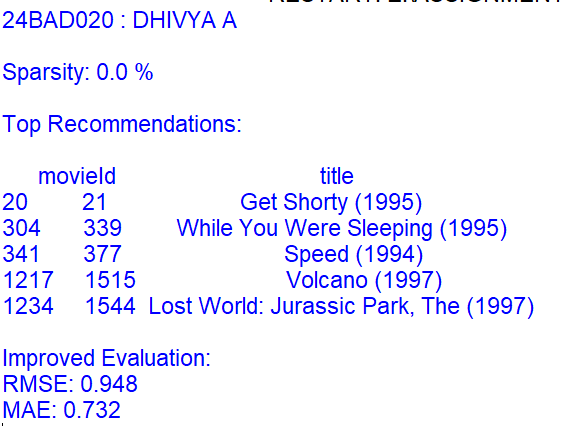 24BAD020 : DHIVYA A
Sparsity: 0.0 %
Top Recommendations:
movieId title
20 21 Get Shorty (1995)
304 339 While You Were Sleeping (1995)
341 377 Speed (1994)
1217 1515 Volcano (1997)
1234 1544 Lost World: Jurassic Park, The (1997)
Improved Evaluation:
RMSE: 0.948
MAE: 0.732